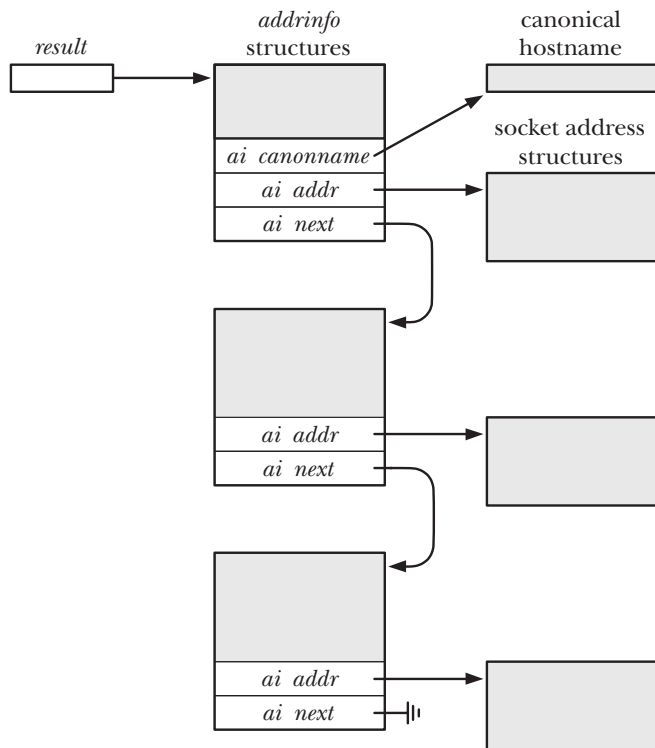 result
addrinfo
structures
canonical
hostname
ai canonname
ai addr
ai next
socket address
structures
ai addr
ai next
ai addr
ai next